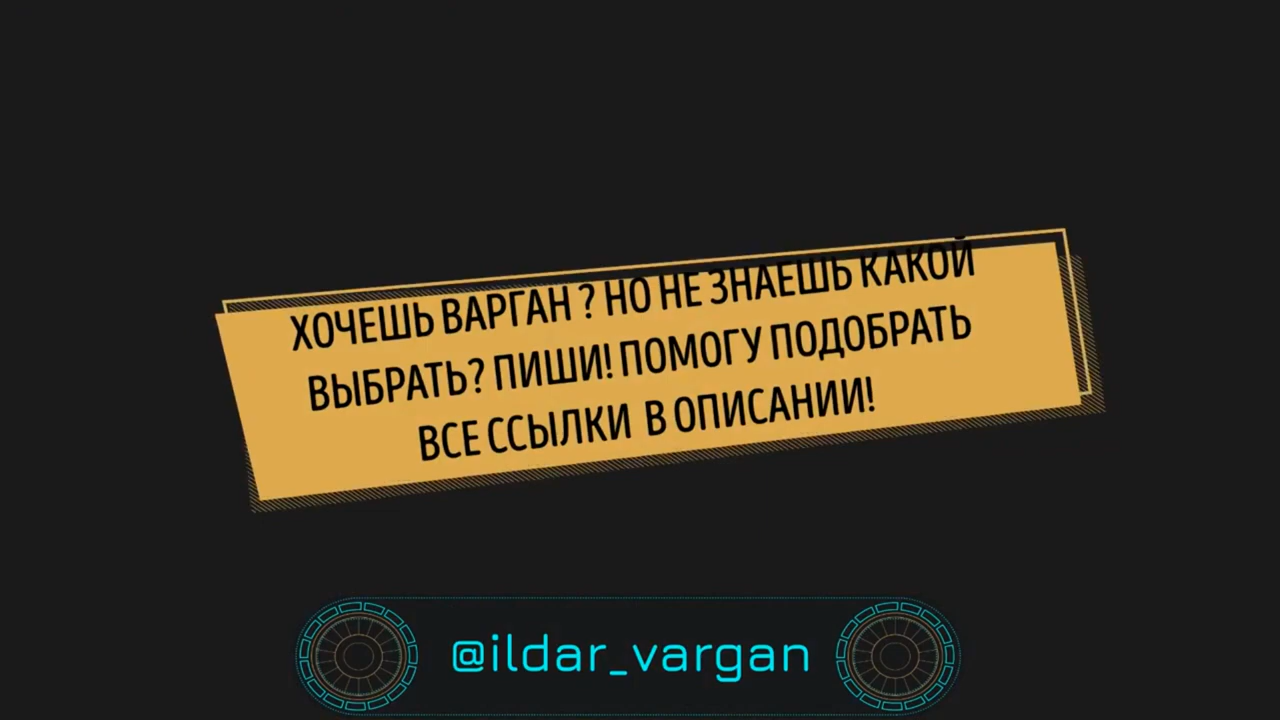 ХОЧЕШЬ ВАРГАН ? НО НЕ ЗНАЕШЬ КАКОЙ
ВЫБРАТЬ? ПИШИ! ПОМОГУ ПОДОБРАТЬ
ВСЕ ССЫЛКИ В ОПИСАНИИ!
@ildar_vargan